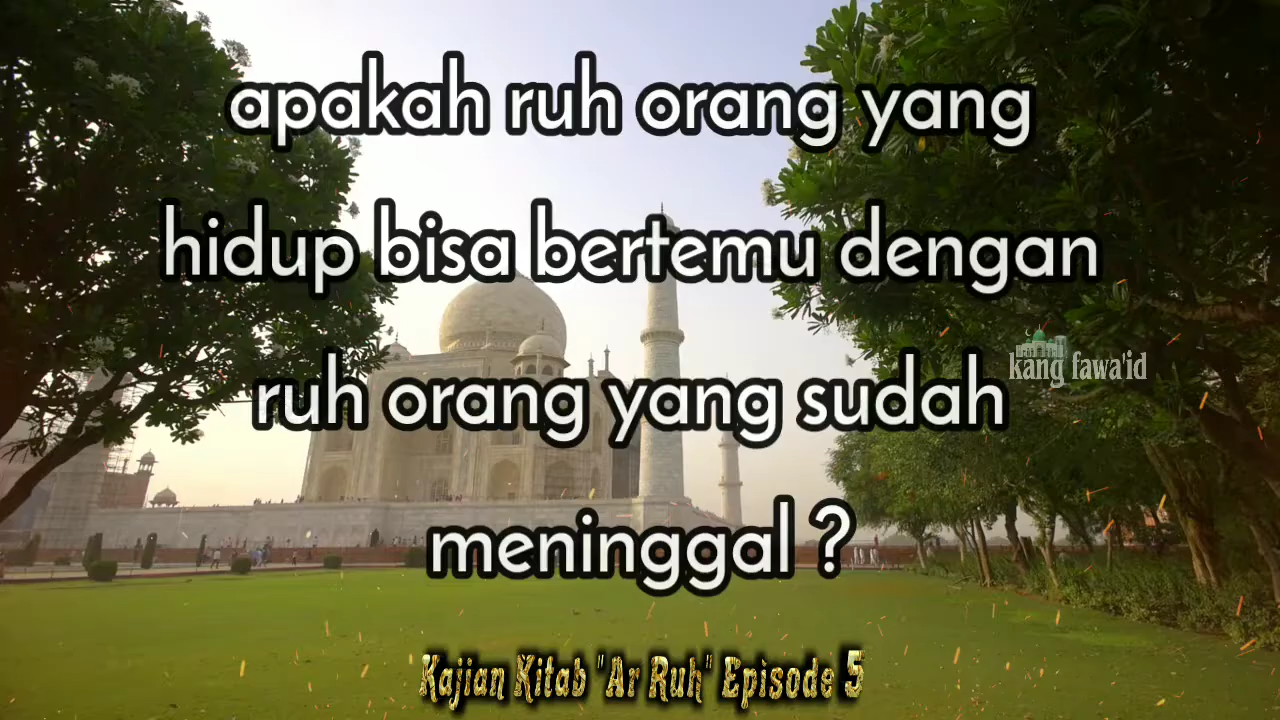 apakah ruh orang yang
hidup bisa bertemu dengan
ruh orang yang sudah
kang fawa'id
meninggal ?
Kajian Kitab "Ar Ruh" Episode 5